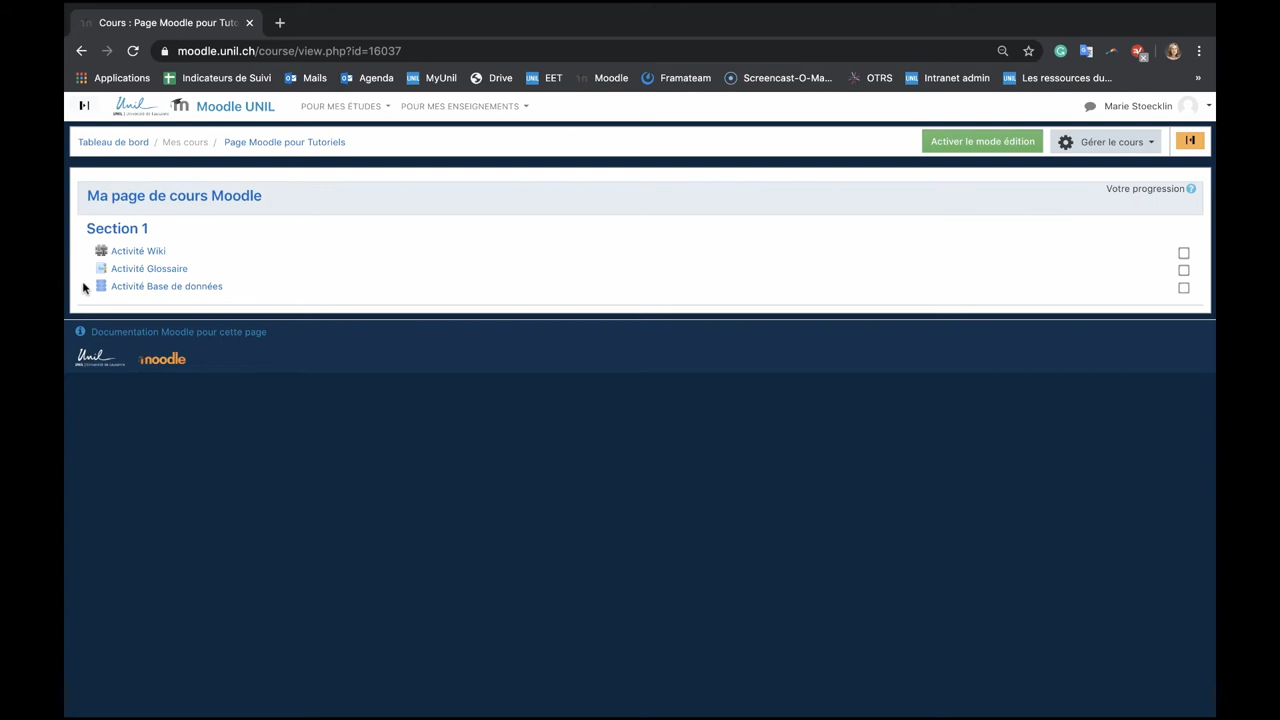 Cours : Page Moodle pour Tuto
moodle.unil.ch/course/view.php?id=16037
Applications Indicateurs de Suivi Mails Agenda MyUnil Drive EET Moodle Framateam Screencast-O-Ma... OTRS Intranet admin Les ressources du... »
Unil Moodle UNIL POUR MES ÉTUDES POUR MES ENSEIGNEMENTS Marie Stoecklin
Tableau de bord / Mes cours / Page Moodle pour Tutoriels Activer le mode édition Gérer le cours
Ma page de cours Moodle Votre progression
Section 1
Activité Wiki
Activité Glossaire
Activité Base de données
Documentation Moodle pour cette page
Unil moodle